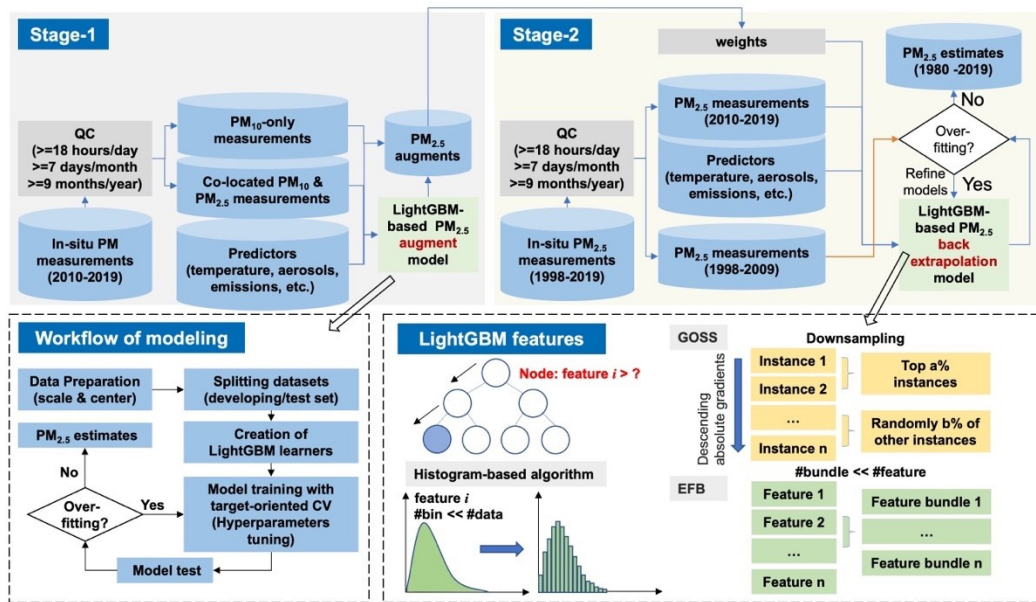 Stage-1
QC
(>=18 hours/day
>=7 days/month
>=9 months/year)
In-situ PM
measurements
(2010-2019)
PM10-only
measurements
Co-located PM10 &
PM2.5 measurements
Predictors
(temperature, aerosols,
emissions, etc.)
PM2.5
augments
LightGBM-
based PM2.5
augment
model
Stage-2
weights
QC
(>=18 hours/day
>=7 days/month
>=9 months/year)
In-situ PM2.5
measurements
(1998-2019)
PM2.5 measurements
(2010-2019)
Predictors
(temperature, aerosols,
emissions, etc.)
PM2.5 measurements
(1998-2009)
PM2.5 estimates
(1980 -2019)
No
Over-
fitting?
Refine
models
Yes
LightGBM-
based PM2.5
back
extrapolation
model
Workflow of modeling
Data Preparation
(scale & center)
Splitting datasets
(developing/test set)
PM2.5 estimates
Creation of
LightGBM learners
No
Over-
fitting?
Yes
Model training with
target-oriented CV
(Hyperparameters
tuning)
Model test
LightGBM features
Node: feature i > ?
Histogram-based algorithm
feature i
#bin << #data
GOSS
Downsampling
Descending
absolute gradients
Instance 1
Instance 2
...
Instance n
Top a%
instances
Randomly b% of
other instances
#bundle << #feature
EFB
Feature 1
Feature 2
...
Feature n
Feature bundle 1
...
Feature bundle n